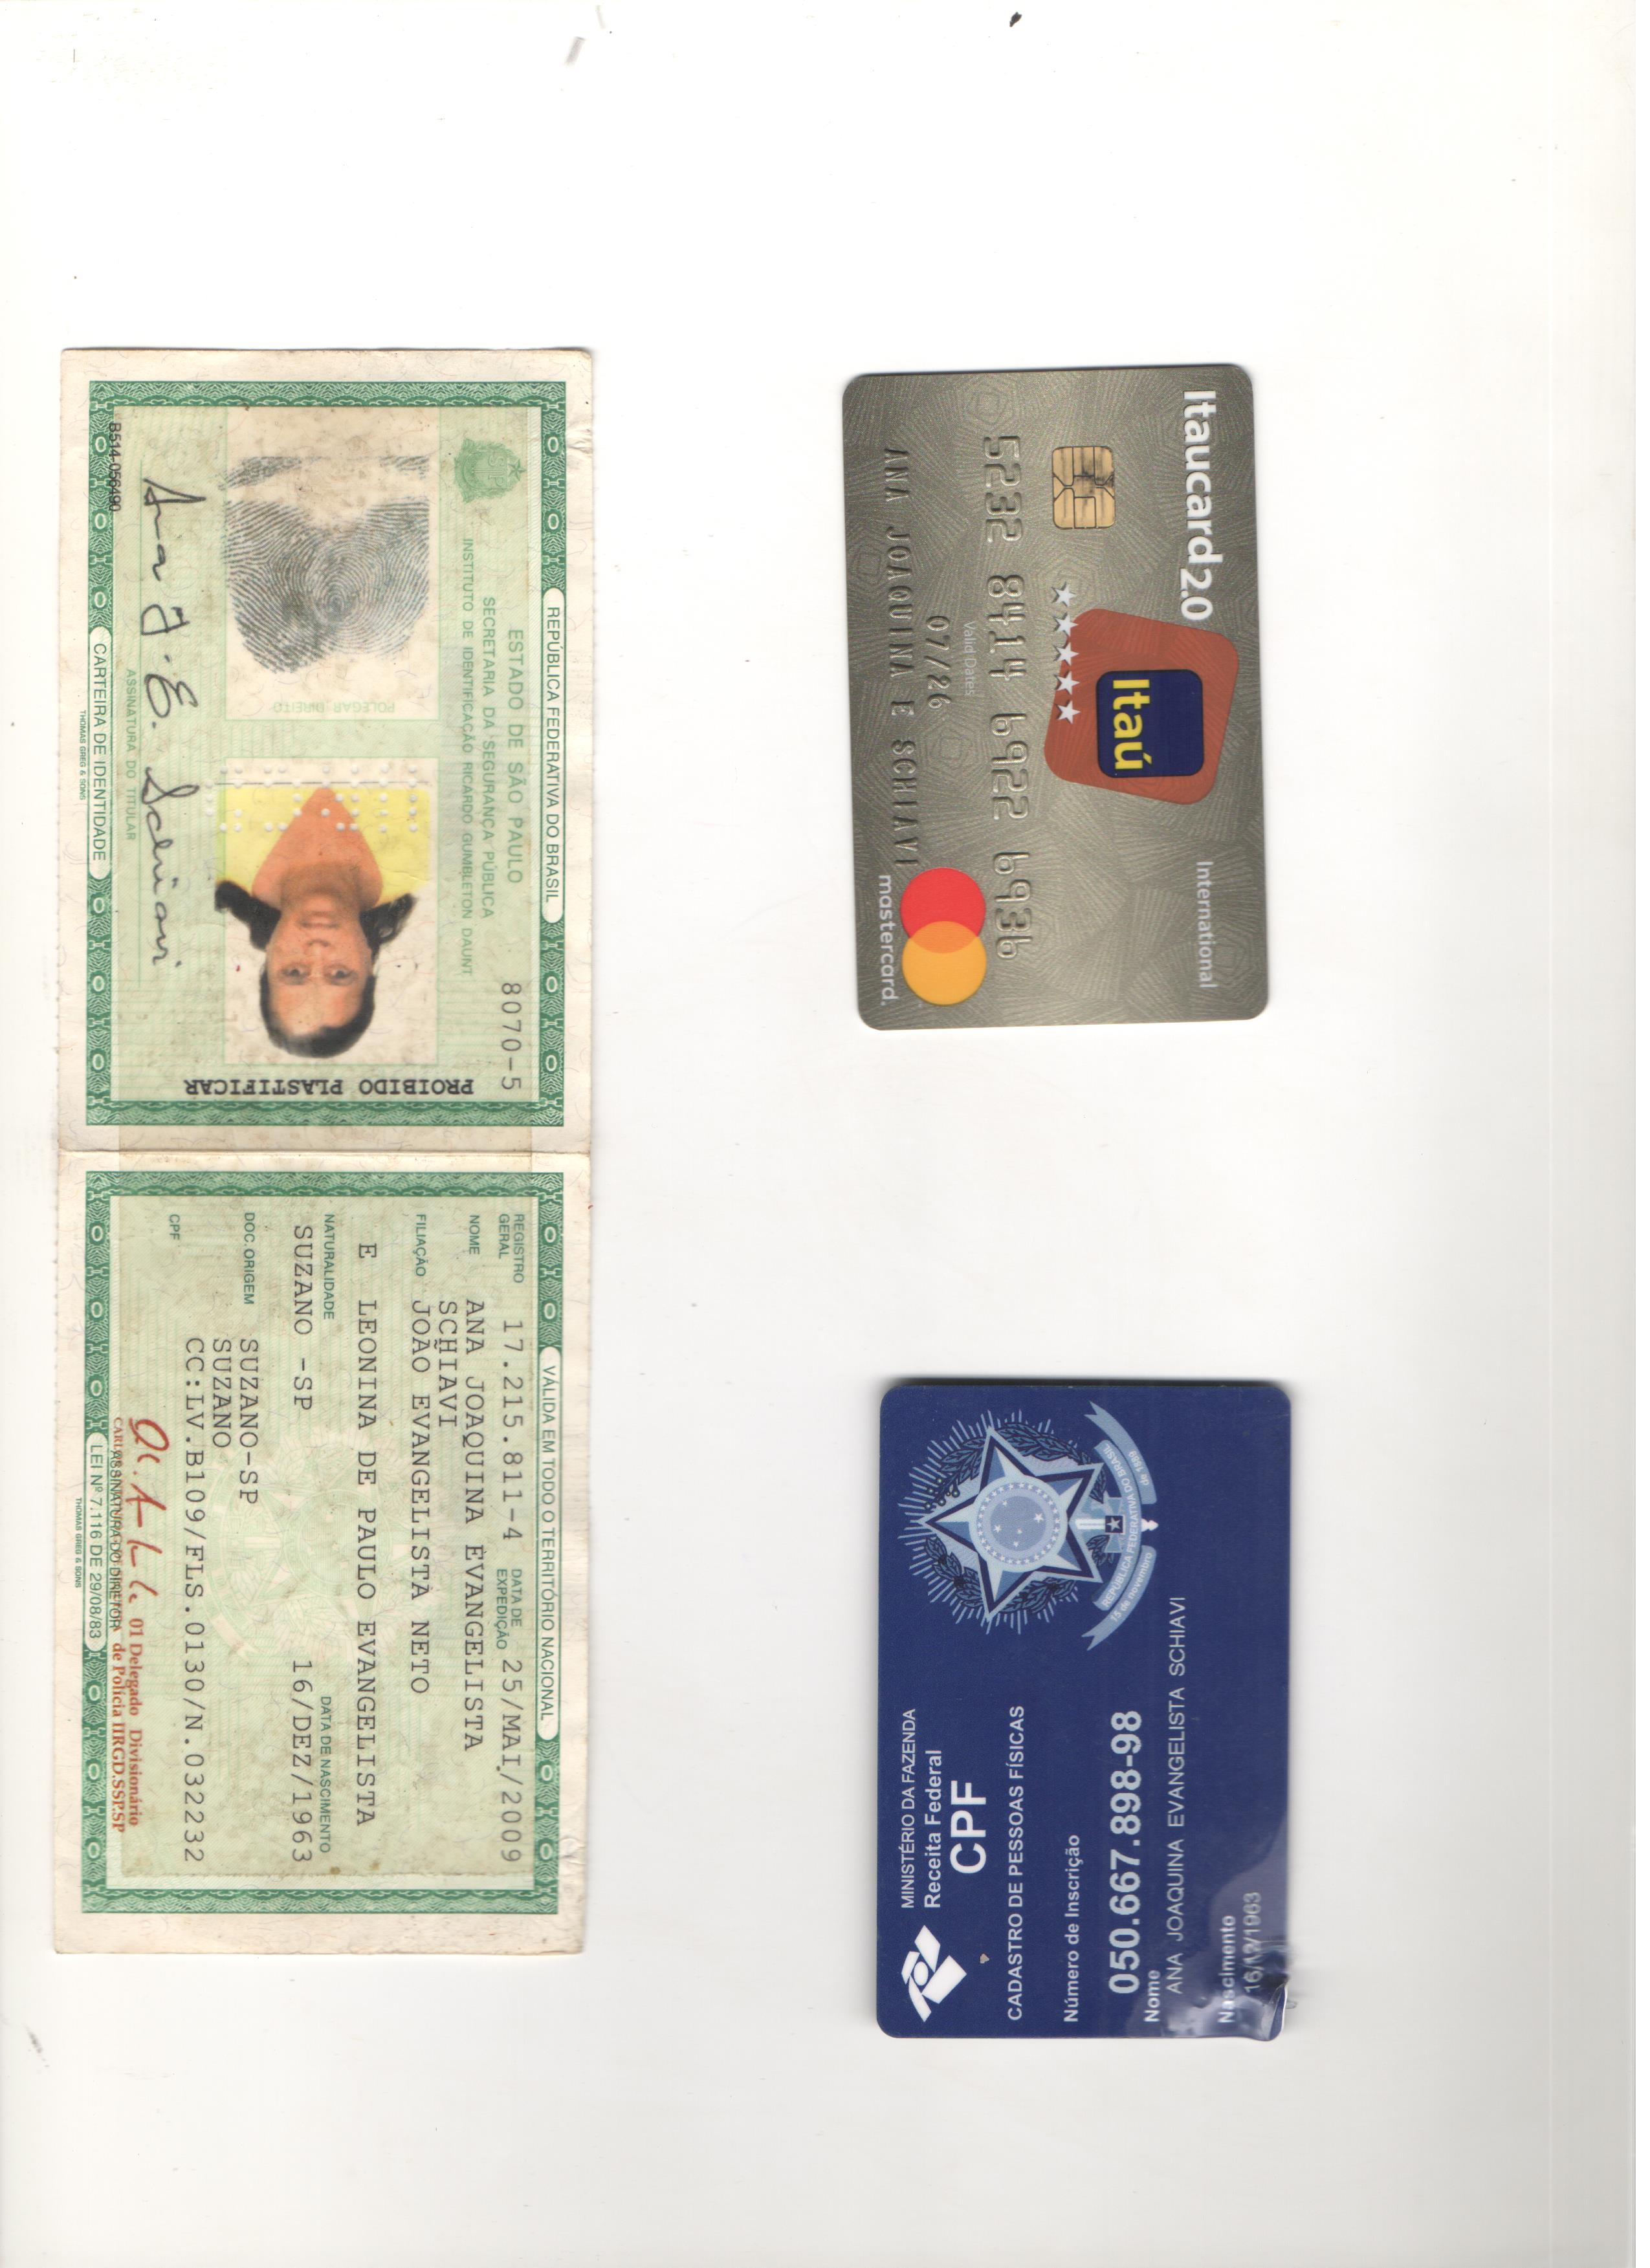 REPÚBLICA FEDERATIVA DO BRASIL
ESTADO DE SÃO PAULO
8070-5
SECRETARIA DA SEGURANÇA PÚBLICA
INSTITUTO DE IDENTIFICAÇÃO RICARDO GUMBLETON DAUNT
POLEGAR DIREITO
PROIBIDO PLASTIFICAR
Ana J. E. Schiavi
ASSINATURA DO TITULAR
B514-056490
CARTEIRA DE IDENTIDADE
THOMAS GREG & SONS
VÁLIDA EM TODO O TERRITÓRIO NACIONAL
REGISTRO GERAL 17.215.811-4 DATA DE EXPEDIÇÃO 25/MAI/2009
NOME ANA JOAQUINA EVANGELISTA
SCHIAVI
FILIAÇÃO JOÃO EVANGELISTA NETO
E LEONINA DE PAULO EVANGELISTA
NATURALIDADE DATA DE NASCIMENTO
SUZANO -SP 16/DEZ/1963
DOC.ORIGEM SUZANO-SP
SUZANO
CC:LV.B109/FLS.0130/N.032232
CPF
01 Delegado Divisionário
de Polícia IIRGD.SSP.SP
ASSINATURA DO DIRETOR
LEI Nº 7.116 DE 29/08/83
THOMAS GREG & SONS
Itaucard 2.0
International
Itaú
5232 8414 6922 6936
Valid Dates
07/26
ANA JOAQUINA E SCHIAVI
mastercard.
MINISTÉRIO DA FAZENDA
Receita Federal
CPF
CADASTRO DE PESSOAS FÍSICAS
Número de Inscrição
050.667.898-98
Nome
ANA JOAQUINA EVANGELISTA SCHIAVI
Nascimento
16/12/1963
REPÚBLICA FEDERATIVA DO BRASIL
15 de novembro
de 1889